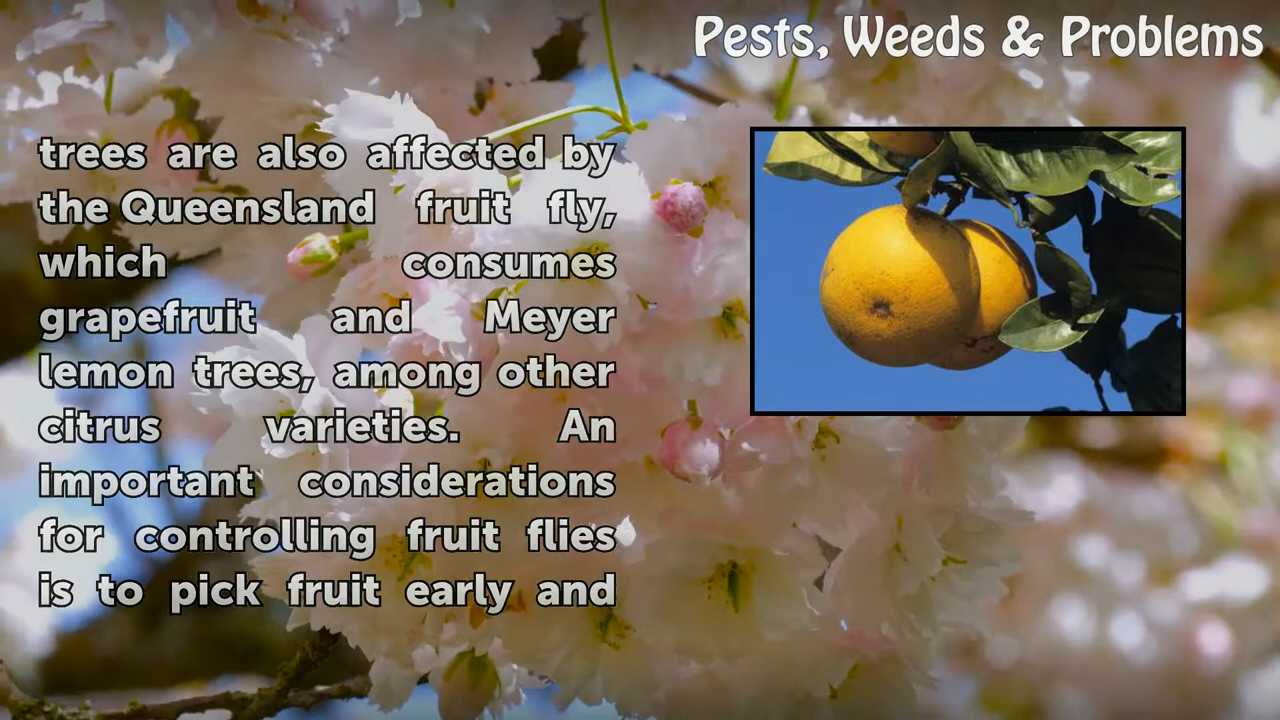 Pests, Weeds & Problems
trees are also affected by
the Queensland fruit fly,
which consumes
grapefruit and Meyer
lemon trees, among other
citrus varieties. An
important considerations
for controlling fruit flies
is to pick fruit early and